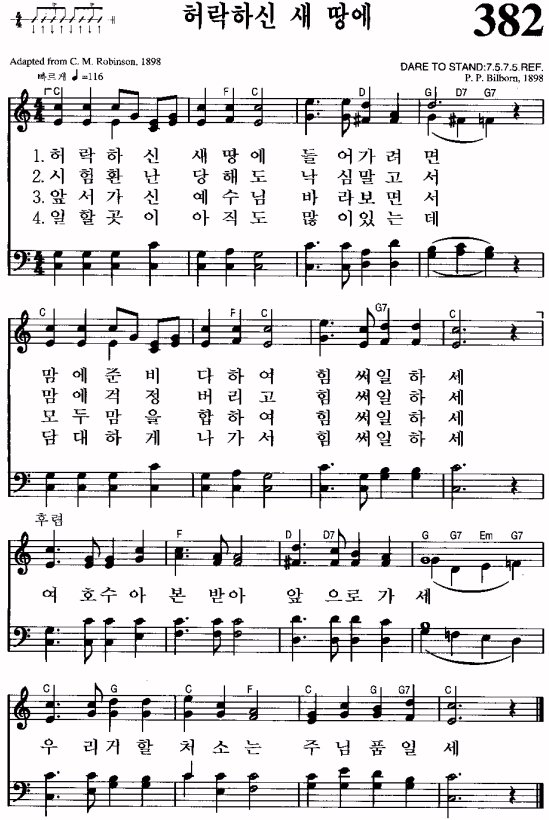 허락하신 새 땅에
382
Adapted from C. M. Robinson, 1898
DARE TO STAND:7.5.7.5.REF.
빠르게 ♩=116
P. P. Bilhorn, 1898
C F C D G D7 G7
1. 허 락 하 신 새 땅 에 들 어 가 려 면
2. 시 험 환 난 당 해 도 낙 심 말 고 서
3. 앞 서 가 신 예 수 님 바 라 보 면 서
4. 일 할 곳 이 아 직 도 많 이 있 는 데
C F C G7 C
맘 에 준 비 다 하 여 힘 써 일 하 세
맘 에 걱 정 버 리 고 힘 써 일 하 세
모 두 맘 을 합 하 여 힘 써 일 하 세
담 대 하 게 나 가 서 힘 써 일 하 세
후렴
C F D D7 G G7 Em G7
여 호 수 아 본 받 아 앞 으 로 가 세
C G C F C G G7 C
우 리 거 할 처 소 는 주 님 품 일 세